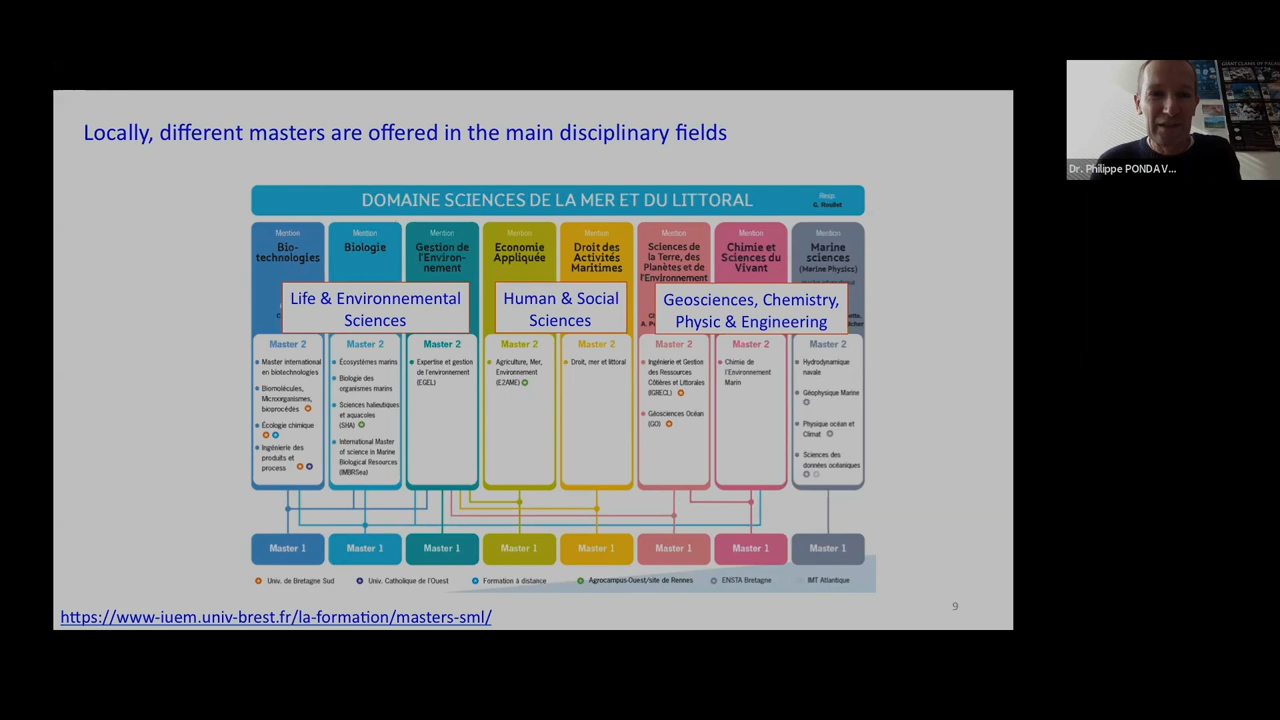 Locally, different masters are offered in the main disciplinary fields
DOMAINE SCIENCES DE LA MER ET DU LITTORAL
Resp.
G. Roullet
Mention
Bio-
technologies
Mention
Biologie
Mention
Gestion de
l'Environ-
nement
Mention
Economie
Appliquée
Mention
Droit des
Activités
Maritimes
Mention
Sciences de
la Terre, des
Planètes et de
l'Environnement
Mention
Chimie et
Sciences du
Vivant
Mention
Marine
sciences
(Marine Physics)
Life & Environnemental
Sciences
Human & Social
Sciences
Geosciences, Chemistry,
Physic & Engineering
Master 2
Master international
en biotechnologies
Biomolécules,
Microorganismes,
bioprocédés
Écologie chimique
Ingénierie des
produits et
process
Master 2
Écosystèmes marins
Biologie des
organismes marins
Sciences halieutiques
et aquacoles
(SHA)
International Master
of science in Marine
Biological Resources
(IMBRSea)
Master 2
Expertise et gestion
de l'environnement
(EGEL)
Master 2
Agriculture, Mer,
Environnement
(E2AME)
Master 2
Droit, mer et littoral
Master 2
Ingénierie et Gestion
des Ressources
Côtières et Littorales
(IGRECL)
Géosciences Océan
(GO)
Master 2
Chimie de
l'Environnement
Marin
Master 2
Hydrodynamique
navale
Géophysique Marine
Physique océan et
Climat
Sciences des
données océaniques
Master 1
Master 1
Master 1
Master 1
Master 1
Master 1
Master 1
Master 1
Univ. de Bretagne Sud
Univ. Catholique de l'Ouest
Formation à distance
Agrocampus-Ouest/site de Rennes
ENSTA Bretagne
IMT Atlantique
https://www-iuem.univ-brest.fr/la-formation/masters-sml/
9
Dr. Philippe PONDAV...